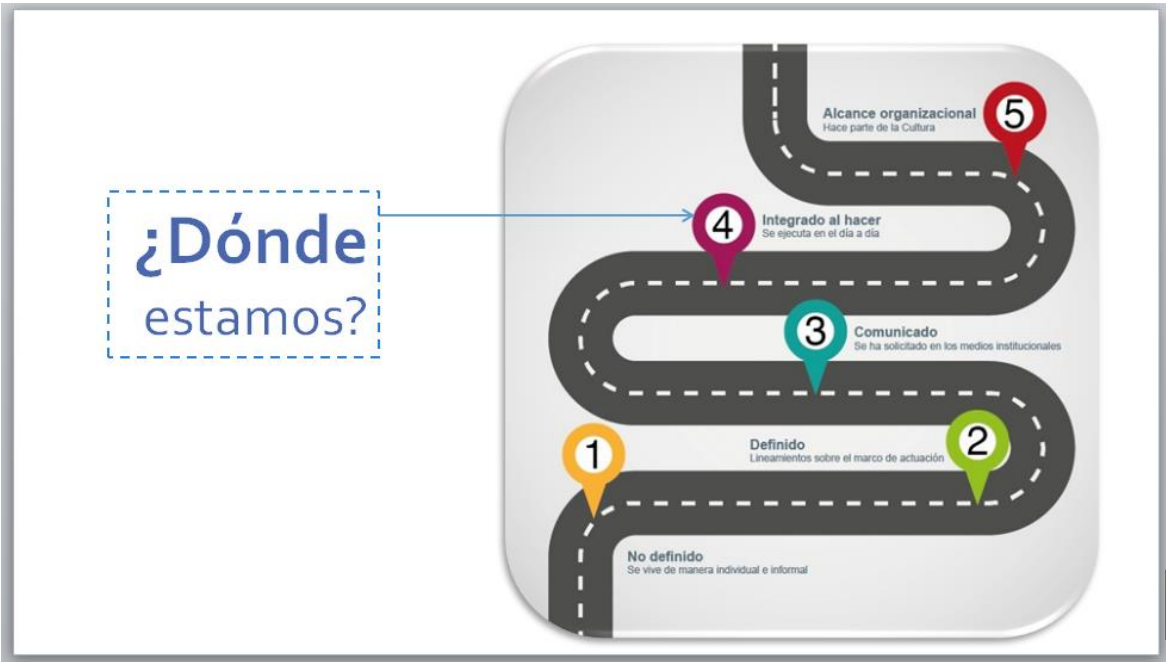 ¿Dónde
estamos?
5
Alcance organizacional
Hace parte de la Cultura
4
Integrado al hacer
Se ejecuta en el día a día
3
Comunicado
Se ha solicitado en los medios institucionales
2
Definido
Lineamientos sobre el marco de actuación
1
No definido
Se vive de manera individual e informal